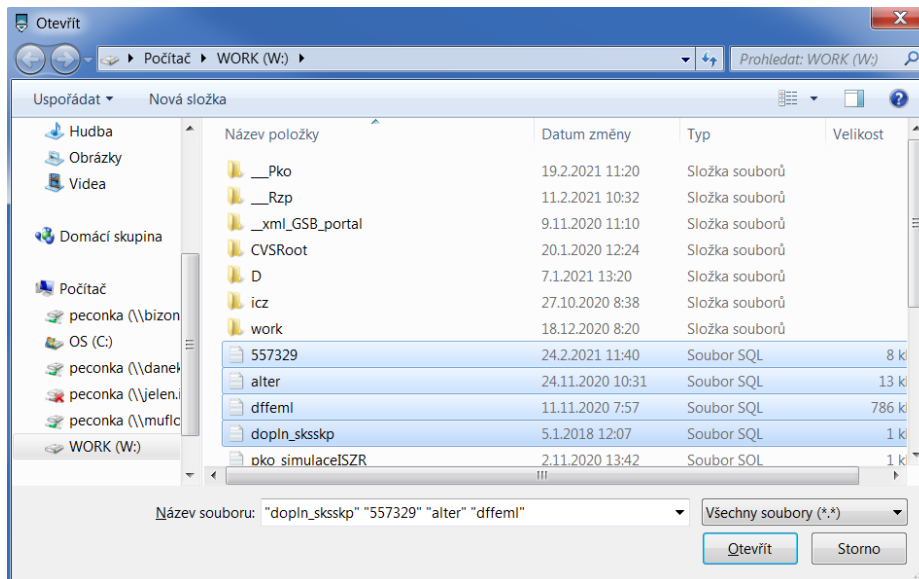 Otevřít
Počítač WORK (W:)
Prohledat: WORK (W:)
Uspořádat Nová složka
Hudba
Obrázky
Videa
Domácí skupina
Počítač
peconka (\\bizon
OS (C:)
peconka (\\danek
peconka (\\jelen.i
peconka (\\muflc
WORK (W:)
Název položky Datum změny Typ Velikost
__Pko 19.2.2021 11:20 Složka souborů
__Rzp 11.2.2021 10:32 Složka souborů
__xml_GSB_portal 9.11.2020 11:10 Složka souborů
CVSRoot 20.1.2020 12:24 Složka souborů
D 7.1.2021 13:20 Složka souborů
icz 27.10.2020 8:38 Složka souborů
work 18.12.2020 8:20 Složka souborů
557329 24.2.2021 11:40 Soubor SQL 8 k
alter 24.11.2020 10:31 Soubor SQL 13 k
dffeml 11.11.2020 7:57 Soubor SQL 786 k
dopln_sksskp 5.1.2018 12:07 Soubor SQL 1 k
pko_simulaceISZR 2.11.2020 13:42 Soubor SQL 1 k
Název souboru: "dopln_sksskp" "557329" "alter" "dffeml"
Všechny soubory (*.*)
Otevřít Storno